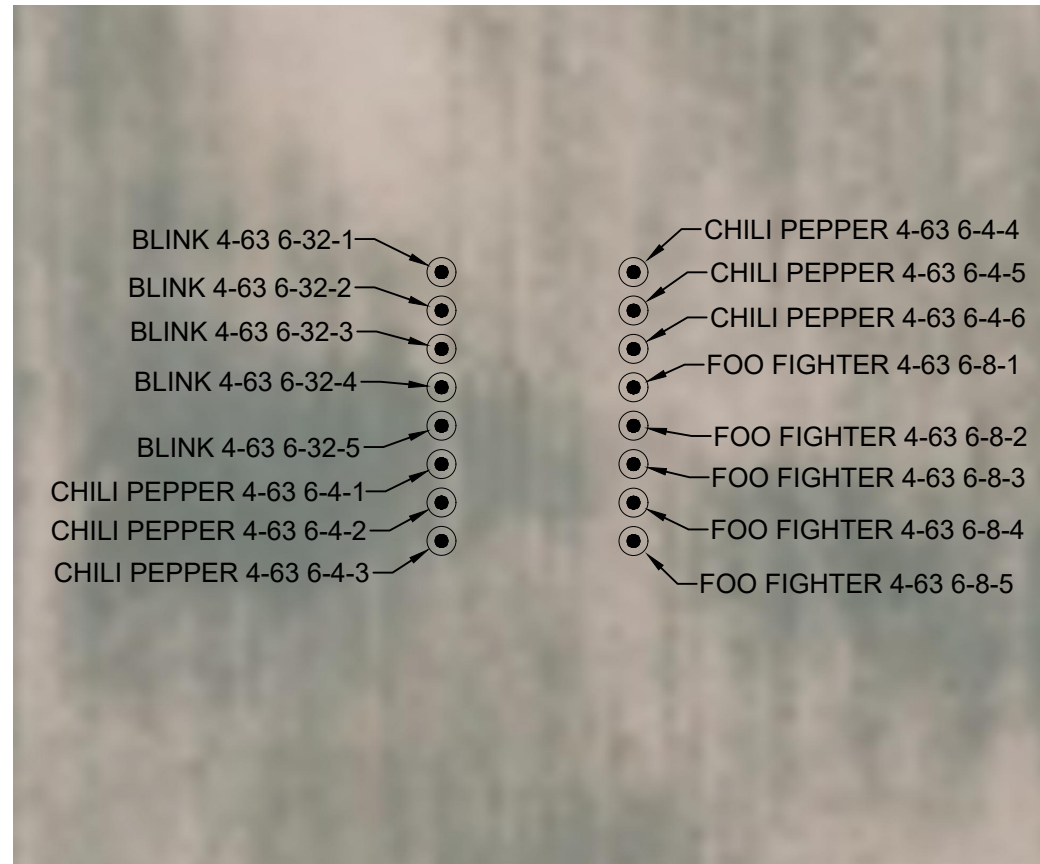 BLINK 4-63 6-32-1
BLINK 4-63 6-32-2
BLINK 4-63 6-32-3
BLINK 4-63 6-32-4
BLINK 4-63 6-32-5
CHILI PEPPER 4-63 6-4-1
CHILI PEPPER 4-63 6-4-2
CHILI PEPPER 4-63 6-4-3
CHILI PEPPER 4-63 6-4-4
CHILI PEPPER 4-63 6-4-5
CHILI PEPPER 4-63 6-4-6
FOO FIGHTER 4-63 6-8-1
FOO FIGHTER 4-63 6-8-2
FOO FIGHTER 4-63 6-8-3
FOO FIGHTER 4-63 6-8-4
FOO FIGHTER 4-63 6-8-5